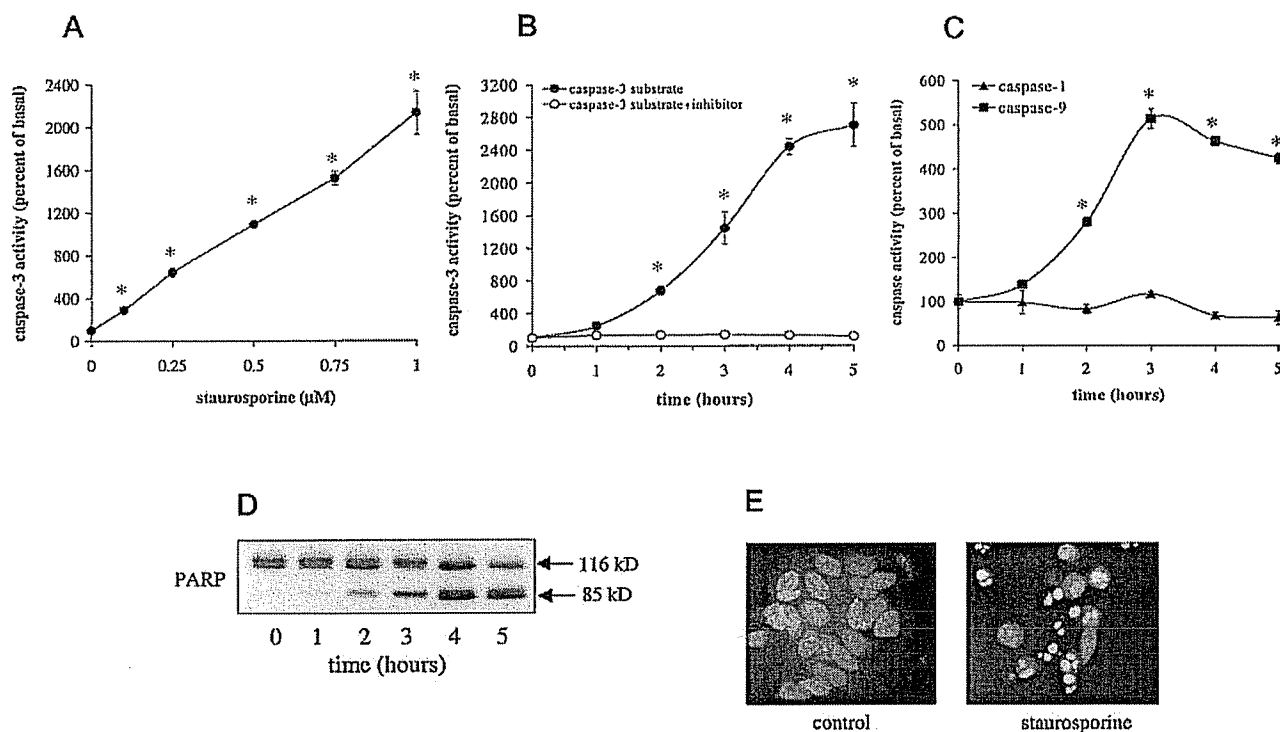 A
B
C
caspase-3 activity (percent of basal)
2400
2000
1600
1200
800
400
0
*
*
*
*
*
0
0.25
0.5
0.75
1
staurosporine (µM)
caspase-3 activity (percent of basal)
3200
2800
2400
2000
1600
1200
800
400
0
caspase-3 substrate
caspase-3 substrate+inhibitor
*
*
*
*
0 1 2 3 4 5
time (hours)
caspase activity (percent of basal)
600
500
400
300
200
100
0
caspase-1
caspase-9
*
*
*
*
0 1 2 3 4 5
time (hours)
D
PARP
116 kD
85 kD
0 1 2 3 4 5
time (hours)
E
control
staurosporine